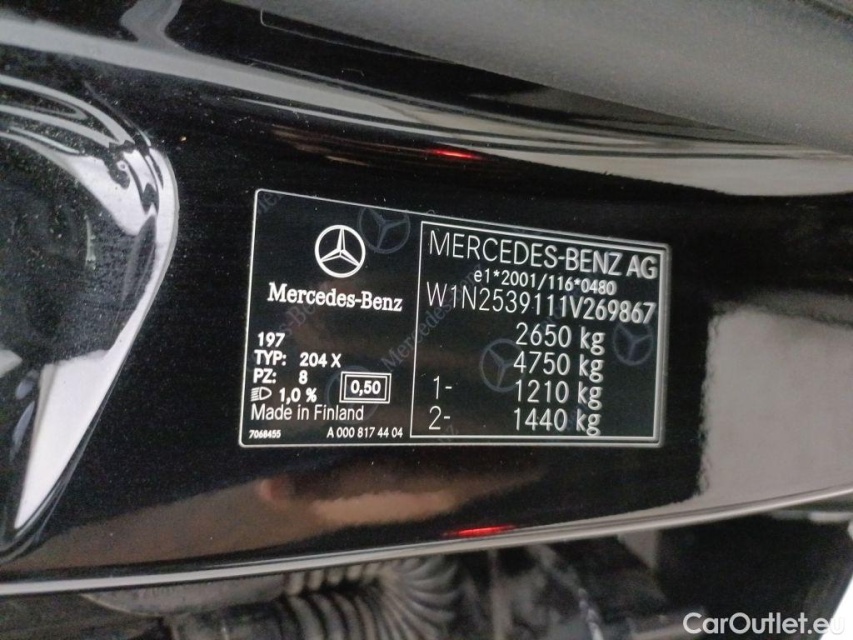 Mercedes-Benz
197
TYP: 204 X
PZ: 8
1,0 % 0,50
Made in Finland
7068455 A 000 817 44 04
MERCEDES-BENZ AG
e1*2001/116*0480
W1N2539111V269867
2650 kg
4750 kg
1- 1210 kg
2- 1440 kg
CarOutlet.eu